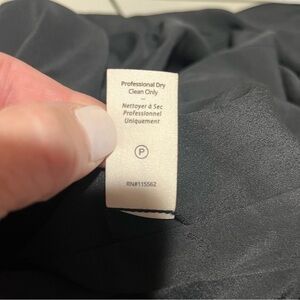 Professional Dry
Clean Only
—
Nettoyer à Sec
Professionnel
Uniquement
P
RN#115562